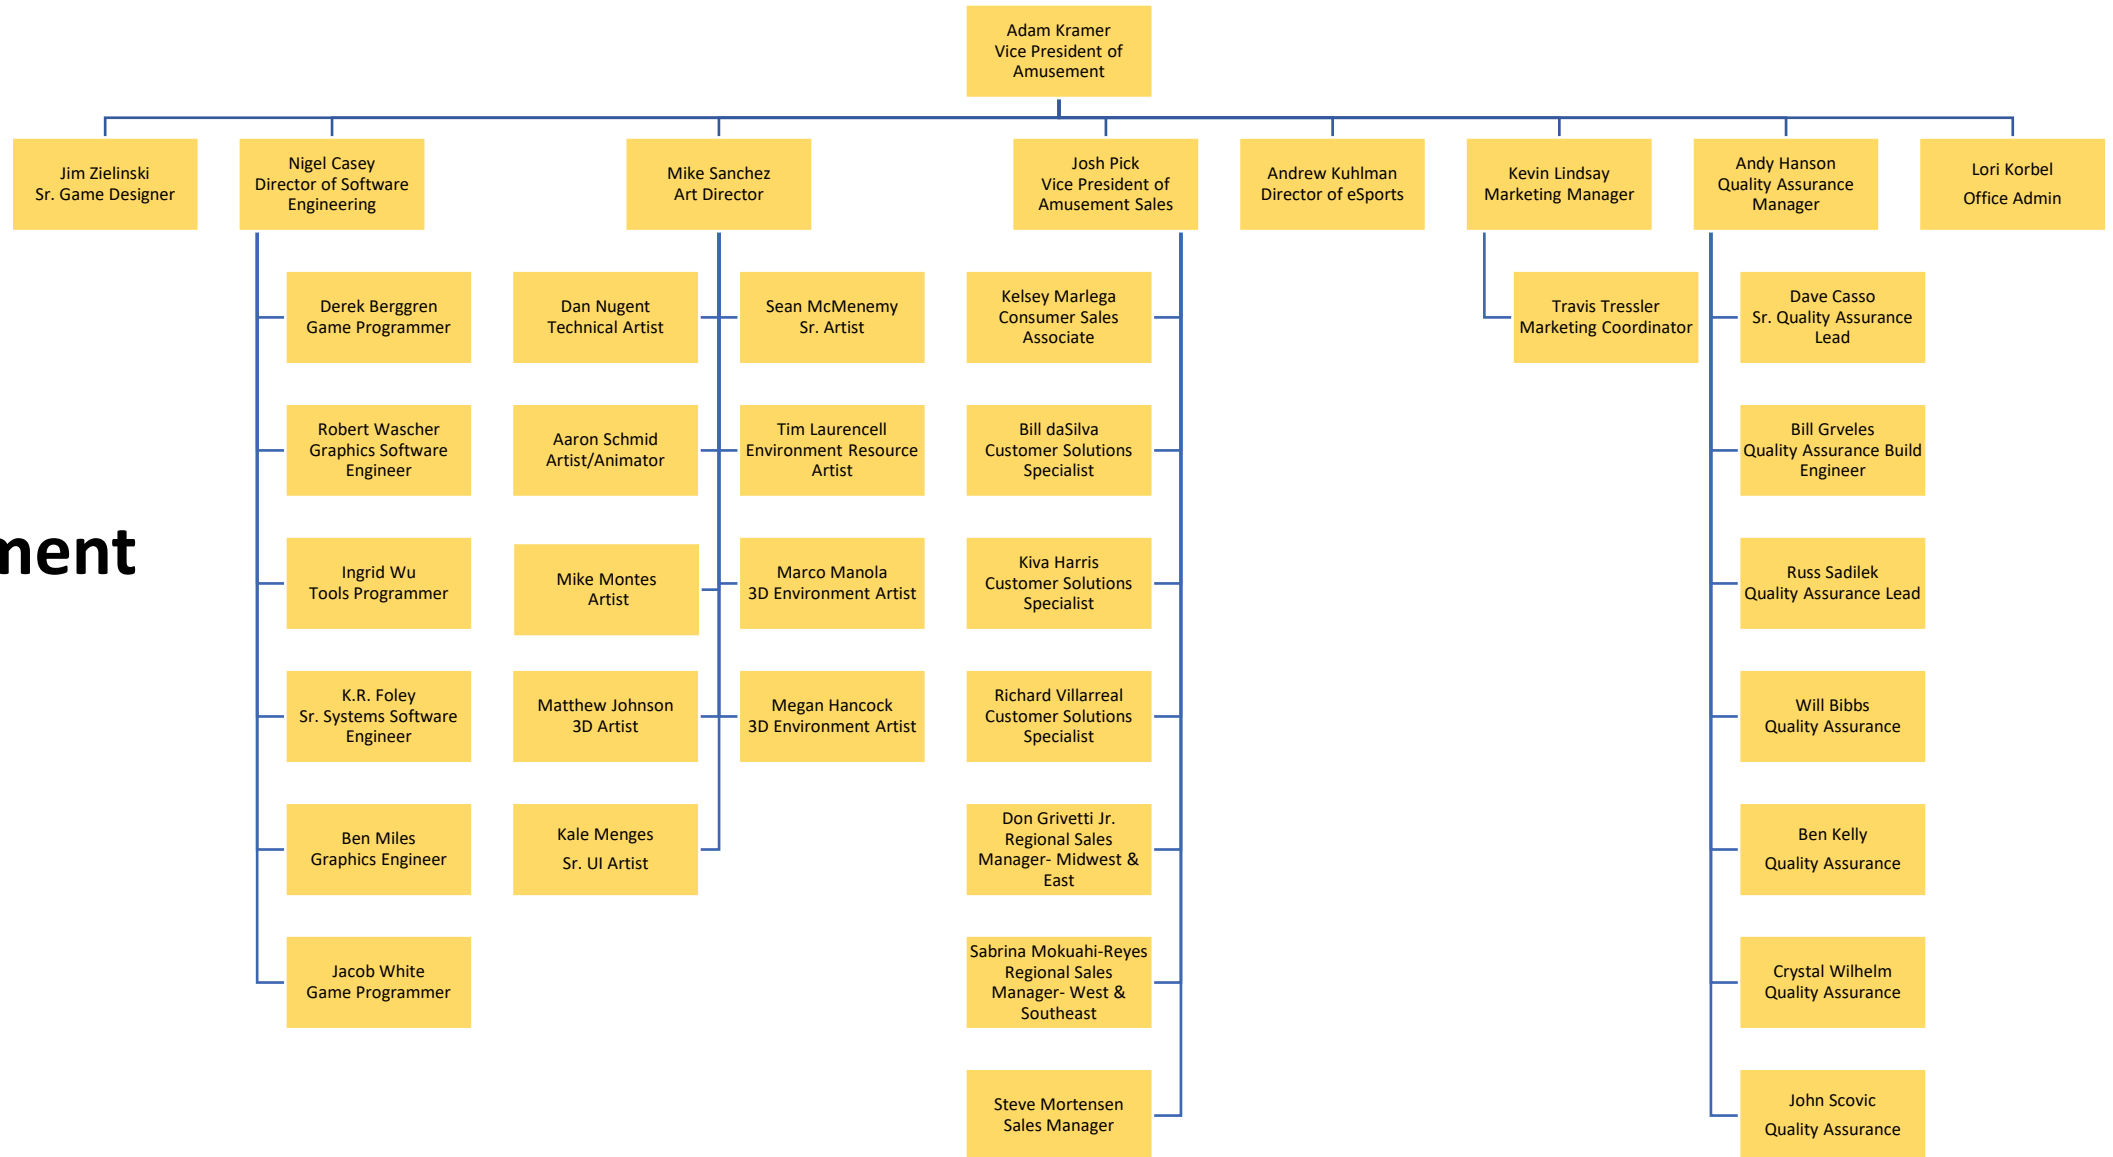 Adam Kramer
Vice President of
Amusement
Jim Zielinski
Sr. Game Designer
Nigel Casey
Director of Software
Engineering
Mike Sanchez
Art Director
Josh Pick
Vice President of
Amusement Sales
Andrew Kuhlman
Director of eSports
Kevin Lindsay
Marketing Manager
Andy Hanson
Quality Assurance
Manager
Lori Korbel
Office Admin
Derek Berggren
Game Programmer
Robert Wascher
Graphics Software
Engineer
Ingrid Wu
Tools Programmer
K.R. Foley
Sr. Systems Software
Engineer
Ben Miles
Graphics Engineer
Jacob White
Game Programmer
Dan Nugent
Technical Artist
Aaron Schmid
Artist/Animator
Mike Montes
Artist
Matthew Johnson
3D Artist
Kale Menges
Sr. UI Artist
Sean McMenemy
Sr. Artist
Tim Laurencell
Environment Resource
Artist
Marco Manola
3D Environment Artist
Megan Hancock
3D Environment Artist
Kelsey Marlega
Consumer Sales
Associate
Bill daSilva
Customer Solutions
Specialist
Kiva Harris
Customer Solutions
Specialist
Richard Villarreal
Customer Solutions
Specialist
Don Grivetti Jr.
Regional Sales
Manager- Midwest &
East
Sabrina Mokuahi-Reyes
Regional Sales
Manager- West &
Southeast
Steve Mortensen
Sales Manager
Travis Tressler
Marketing Coordinator
Dave Casso
Sr. Quality Assurance
Lead
Bill Grveles
Quality Assurance Build
Engineer
Russ Sadilek
Quality Assurance Lead
Will Bibbs
Quality Assurance
Ben Kelly
Quality Assurance
Crystal Wilhelm
Quality Assurance
John Scovic
Quality Assurance
ment